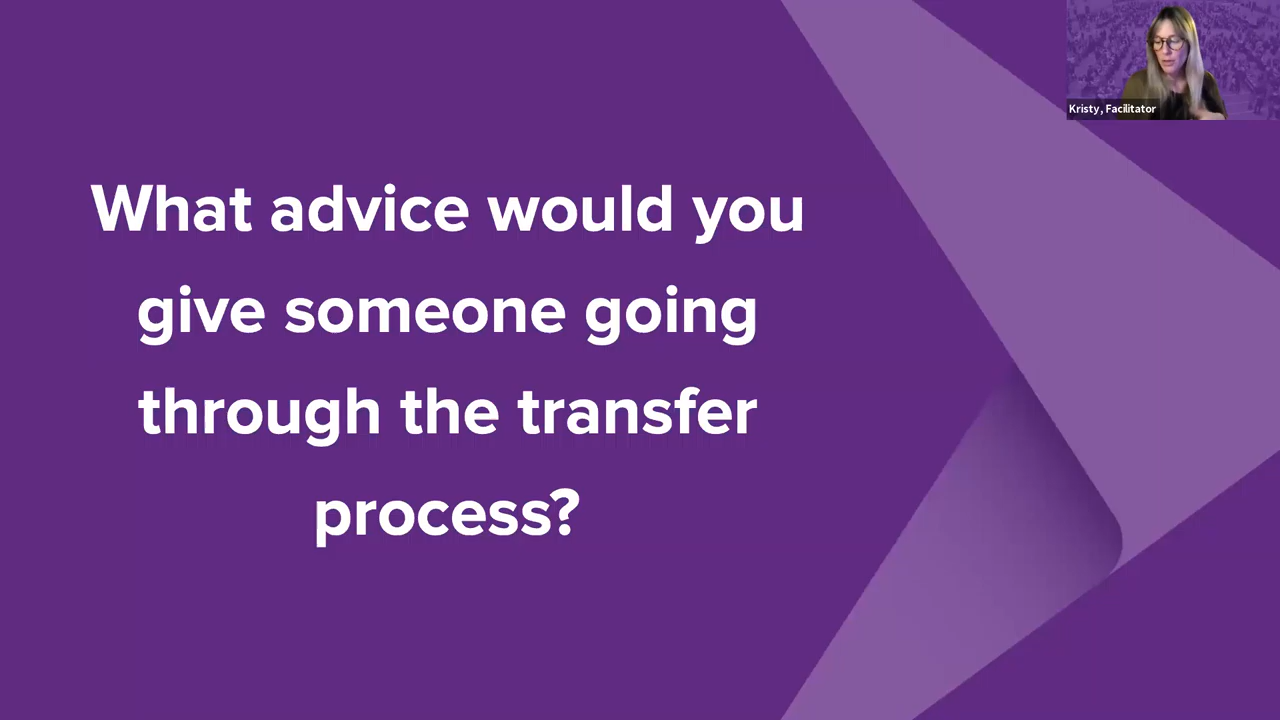 Kristy, Facilitator
What advice would you
give someone going
through the transfer
process?